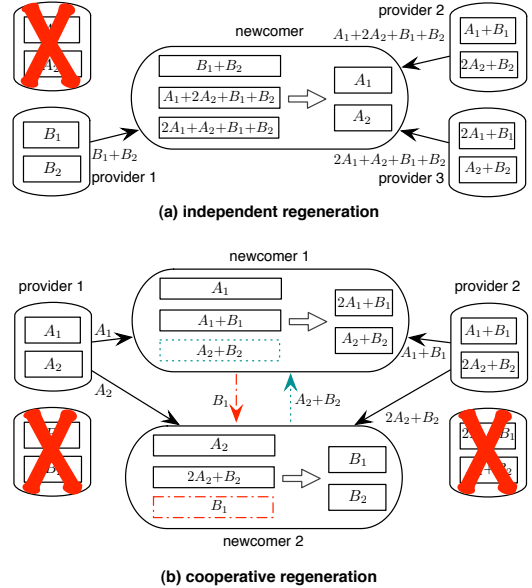 newcomer
provider 2
A₁+2A₂+B₁+B₂
A₁+B₁
2A₂+B₂
B₁+B₂
A₁+2A₂+B₁+B₂
2A₁+A₂+B₁+B₂
A₁
A₂
B₁
B₂
B₁+B₂
provider 1
2A₁+A₂+B₁+B₂
provider 3
2A₁+B₁
A₂+B₂
(a) independent regeneration
newcomer 1
provider 1
provider 2
A₁
A₂
A₁
A₂
A₁
A₁+B₁
A₂+B₂
2A₁+B₁
A₂+B₂
A₁+B₁
A₁+B₁
2A₂+B₂
2A₂+B₂
B₁
A₂+B₂
A₂
2A₂+B₂
B₁
B₁
B₂
newcomer 2
(b) cooperative regeneration